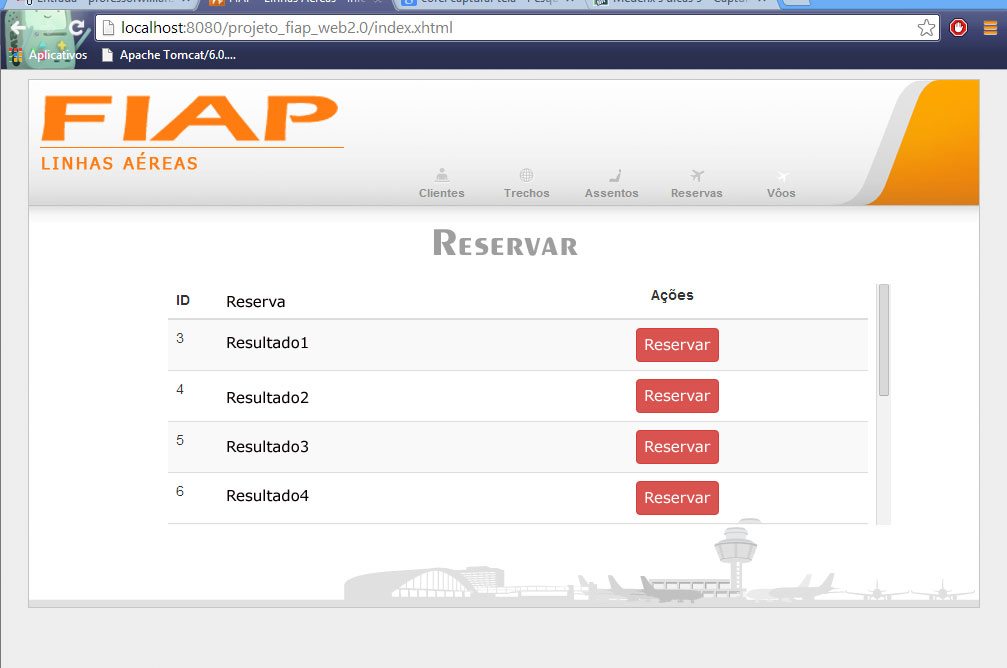 localhost:8080/projeto_fiap_web2.0/index.xhtml
Aplicativos Apache Tomcat/6.0....
FIAP
LINHAS AÉREAS
Clientes Trechos Assentos Reservas Vôos
RESERVAR
ID Reserva Ações
3 Resultado1 Reservar
4 Resultado2 Reservar
5 Resultado3 Reservar
6 Resultado4 Reservar